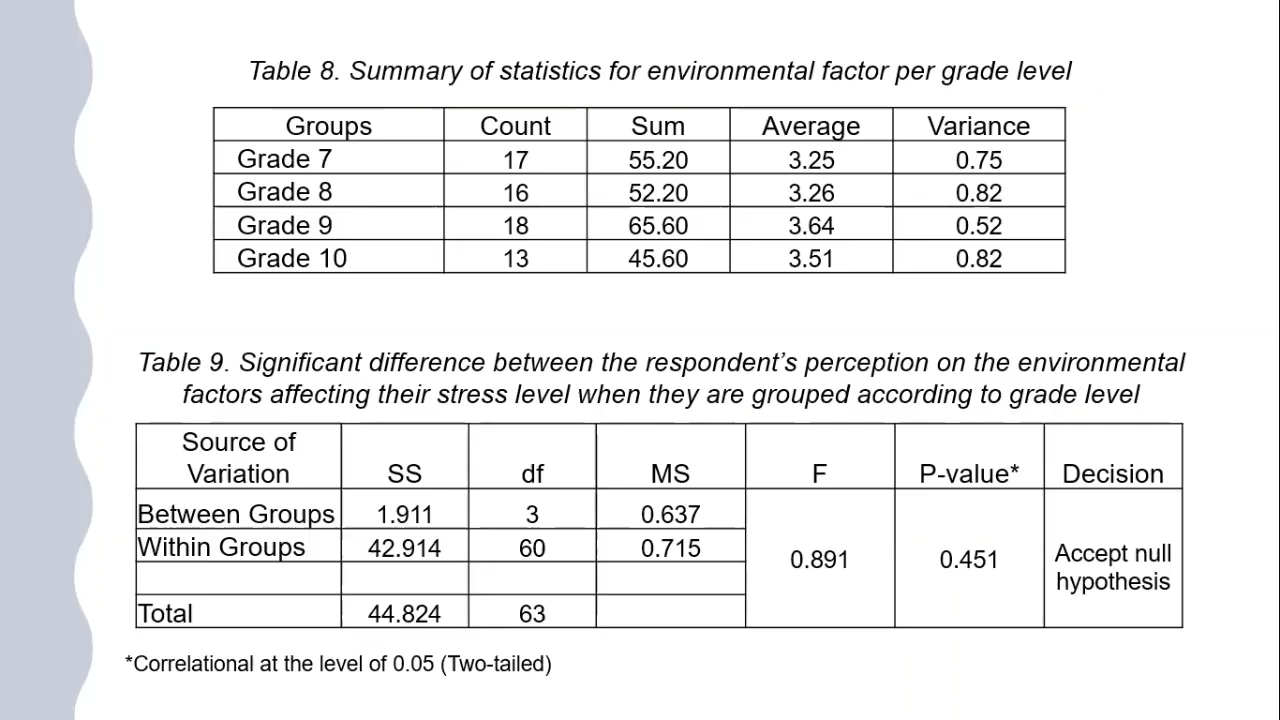 Table 8. Summary of statistics for environmental factor per grade level
Groups Count Sum Average Variance
Grade 7 17 55.20 3.25 0.75
Grade 8 16 52.20 3.26 0.82
Grade 9 18 65.60 3.64 0.52
Grade 10 13 45.60 3.51 0.82
Table 9. Significant difference between the respondent’s perception on the environmental
factors affecting their stress level when they are grouped according to grade level
Source of
Variation SS df MS F P-value* Decision
Between Groups 1.911 3 0.637
Within Groups 42.914 60 0.715
0.891 0.451 Accept null
hypothesis
Total 44.824 63
*Correlational at the level of 0.05 (Two-tailed)